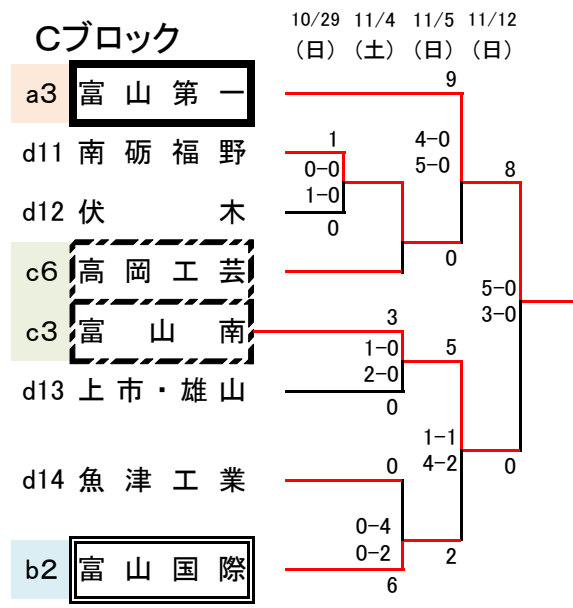 Cブロック
10/29 11/4 11/5 11/12
(日) (土) (日) (日)
a3 富山第一
9
d11 南砺福野
1
4-0
5-0
0-0
1-0
8
d12 伏木
0
0
c6 高岡工芸
5-0
3-0
c3 富山南
3
1-0
2-0
5
d13 上市・雄山
0
1-1
4-2
0
d14 魚津工業
0
0-4
0-2
2
b2 富山国際
6